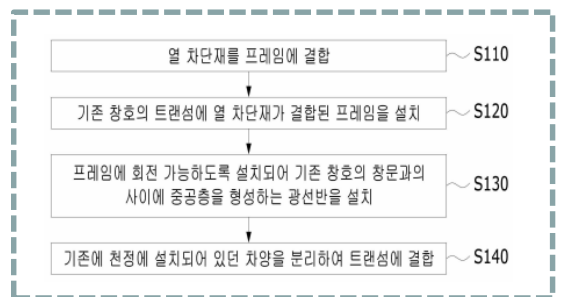 열 차단재를 프레임에 결합
S110
기존 창호의 트랜섬에 열 차단재가 결합된 프레임을 설치
S120
프레임에 회전 가능하도록 설치되어 기존 창호의 창문과의
사이에 중공층을 형성하는 광선반을 설치
S130
기존에 천정에 설치되어 있던 차양을 분리하여 트랜섬에 결합
S140